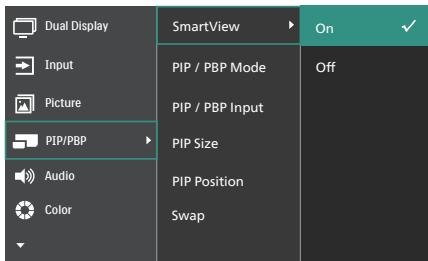 Dual Display
Input
Picture
PIP/PBP
Audio
Color
SmartView
PIP / PBP Mode
PIP / PBP Input
PIP Size
PIP Position
Swap
On
Off